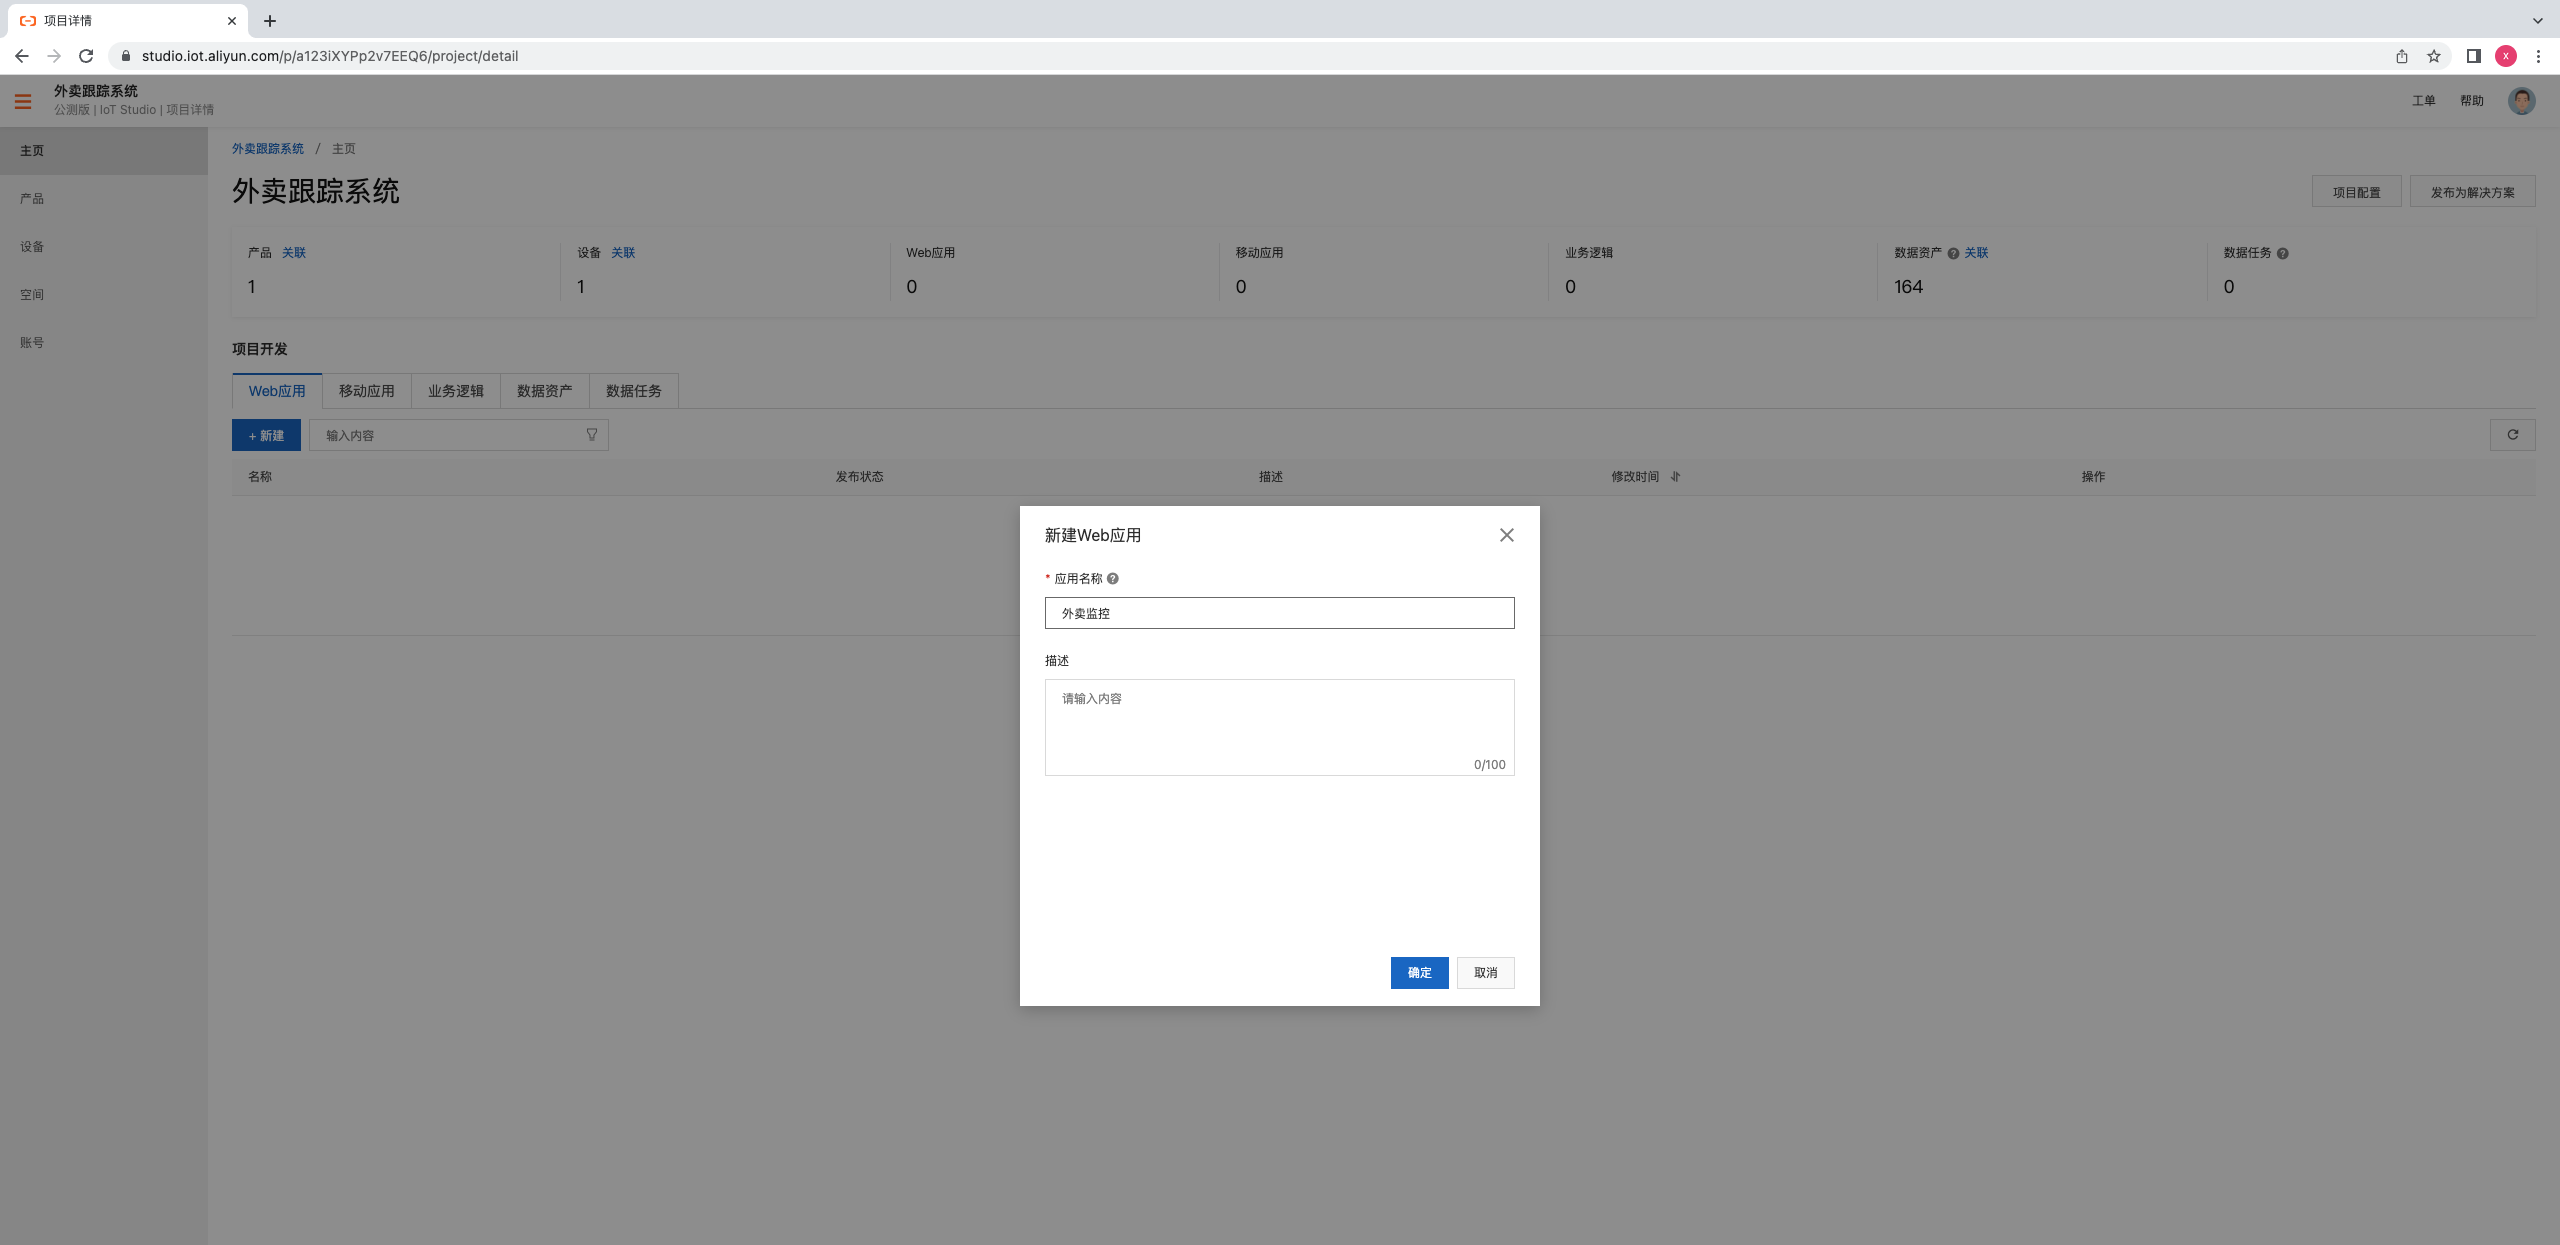 项目详情
studio.iot.aliyun.com/p/a123iXYPp2v7EEQ6/project/detail
X
外卖跟踪系统
公测版 | IoT Studio | 项目详情
工单 帮助
主页
产品
设备
空间
账号
外卖跟踪系统 / 主页
外卖跟踪系统
项目配置 发布为解决方案
产品 关联 设备 关联 Web应用 移动应用 业务逻辑 数据资产 ? 关联 数据任务 ?
1 1 0 0 0 164 0
项目开发
Web应用 移动应用 业务逻辑 数据资产 数据任务
+ 新建 输入内容
名称 发布状态 描述 修改时间 操作
新建Web应用
* 应用名称 ?
外卖监控
描述
请输入内容
0/100
确定 取消